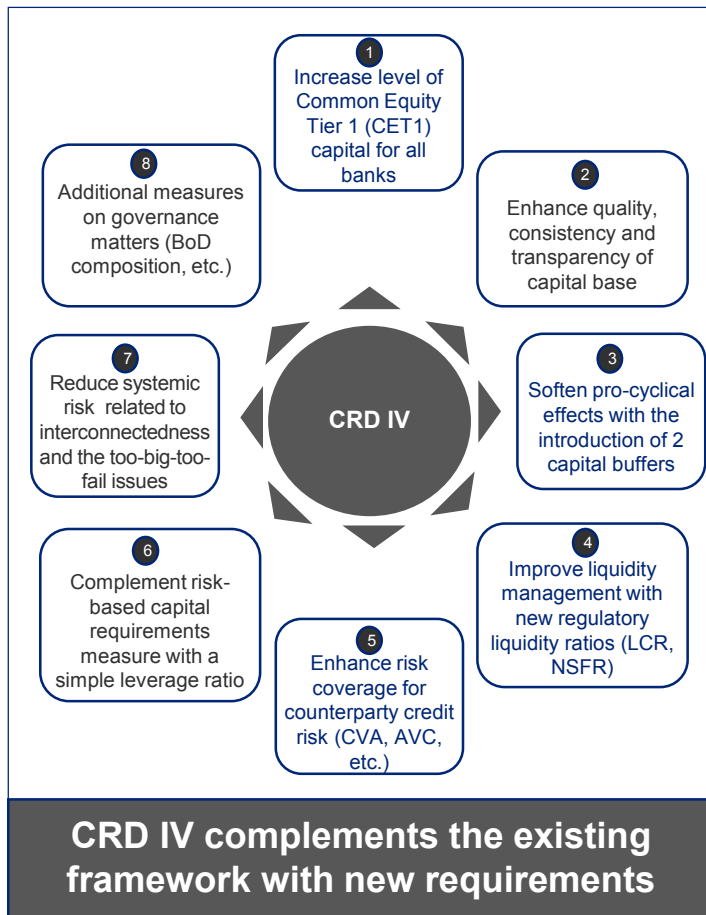 1
Increase level of
Common Equity
Tier 1 (CET1)
capital for all
banks
2
Enhance quality,
consistency and
transparency of
capital base
3
Soften pro-cyclical
effects with the
introduction of 2
capital buffers
4
Improve liquidity
management with
new regulatory
liquidity ratios (LCR,
NSFR)
5
Enhance risk
coverage for
counterparty credit
risk (CVA, AVC,
etc.)
6
Complement risk-
based capital
requirements
measure with a
simple leverage ratio
7
Reduce systemic
risk related to
interconnectedness
and the too-big-too-
fail issues
8
Additional measures
on governance
matters (BoD
composition, etc.)
CRD IV
CRD IV complements the existing
framework with new requirements